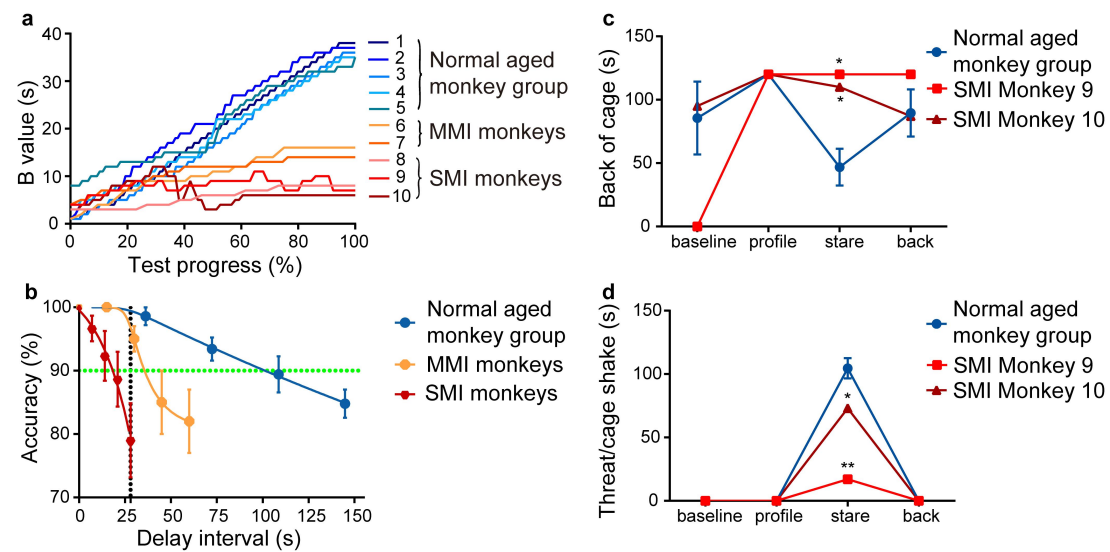 a
B value (s)
40
30
20
10
0
0 20 40 60 80 100
Test progress (%)
1
2
3
4
5
6
7
8
9
10
Normal aged
monkey group
MMI monkeys
SMI monkeys
b
Accuracy (%)
100
90
80
70
0 25 50 75 100 125 150
Delay interval (s)
Normal aged
monkey group
MMI monkeys
SMI monkeys
c
Back of cage (s)
150
100
50
0
*
*
baseline profile stare back
Normal aged
monkey group
SMI Monkey 9
SMI Monkey 10
d
Threat/cage shake (s)
150
100
50
0
*
**
baseline profile stare back
Normal aged
monkey group
SMI Monkey 9
SMI Monkey 10